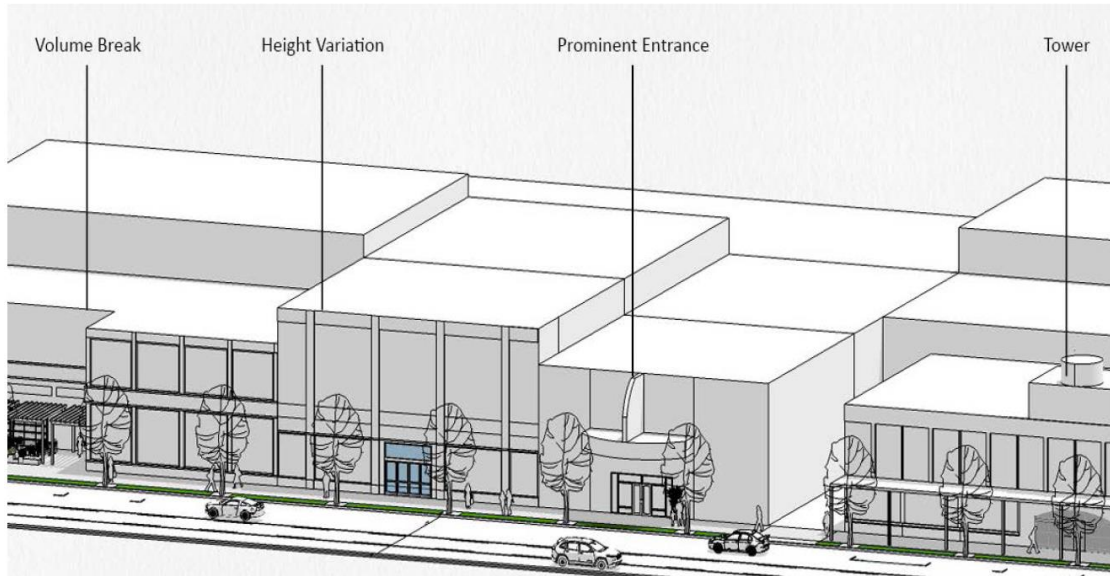 Volume Break
Height Variation
Prominent Entrance
Tower